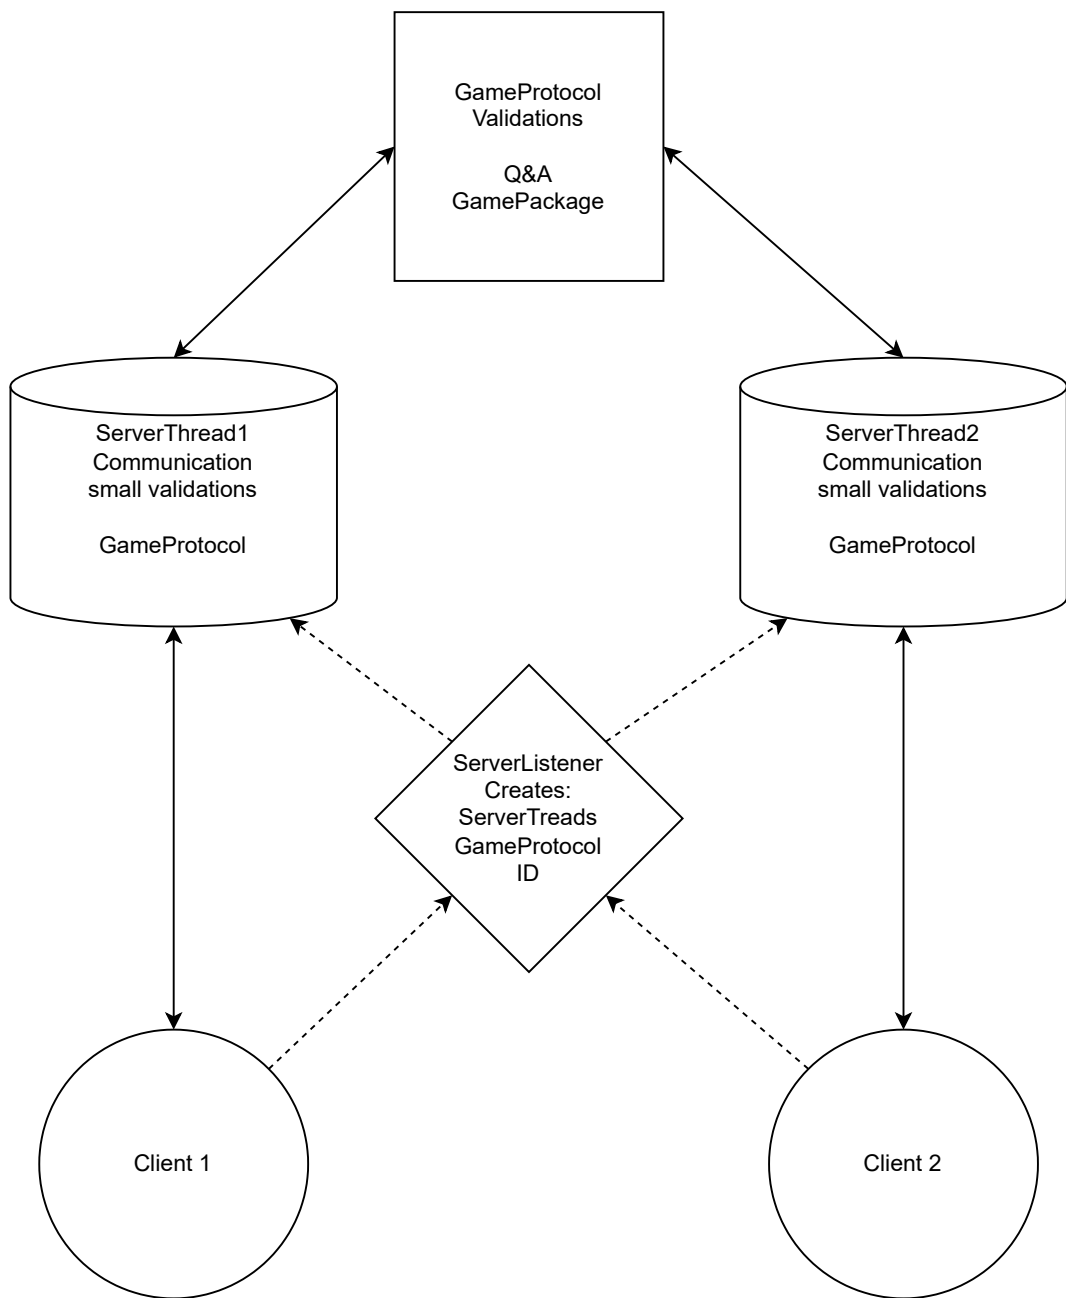 GameProtocol
Validations
Q&A
GamePackage
ServerThread1
Communication
small validations
GameProtocol
ServerThread2
Communication
small validations
GameProtocol
ServerListener
Creates:
ServerTreads
GameProtocol
ID
Client 1
Client 2